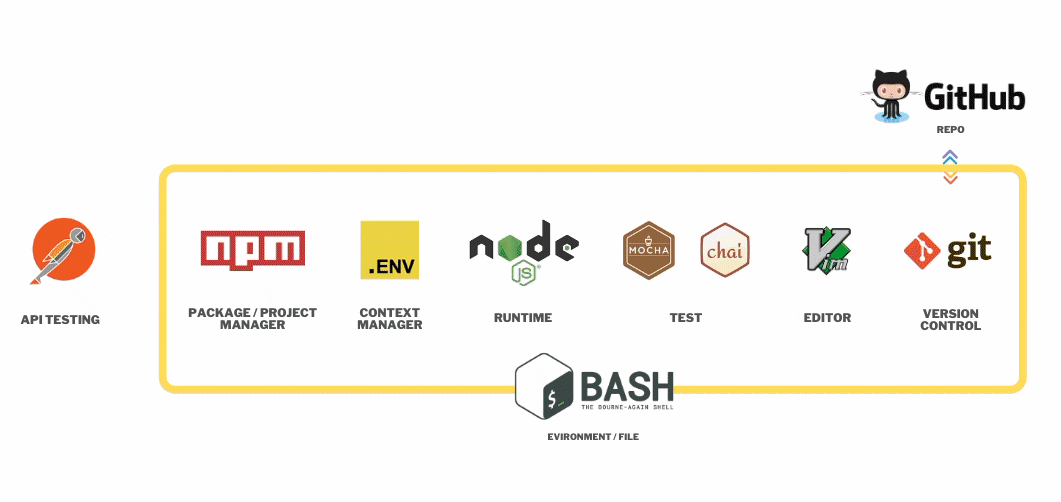 GitHub
REPO
npm
.ENV
node
JS
MOCHA
chai
Vim
git
API TESTING
PACKAGE / PROJECT
MANAGER
CONTEXT
MANAGER
RUNTIME
TEST
EDITOR
VERSION
CONTROL
$_
BASH
THE BOURNE-AGAIN SHELL
EVIRONMENT / FILE